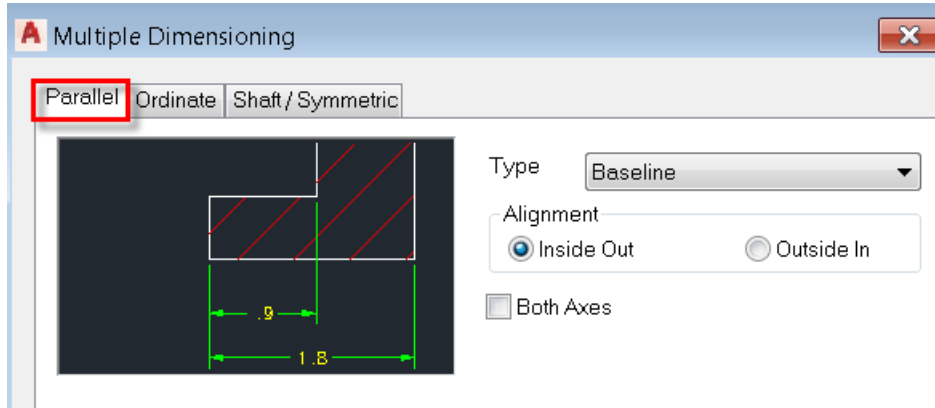 Multiple Dimensioning
Parallel Ordinate Shaft / Symmetric
Type Baseline
Alignment
Inside Out Outside In
Both Axes
.9
1.8